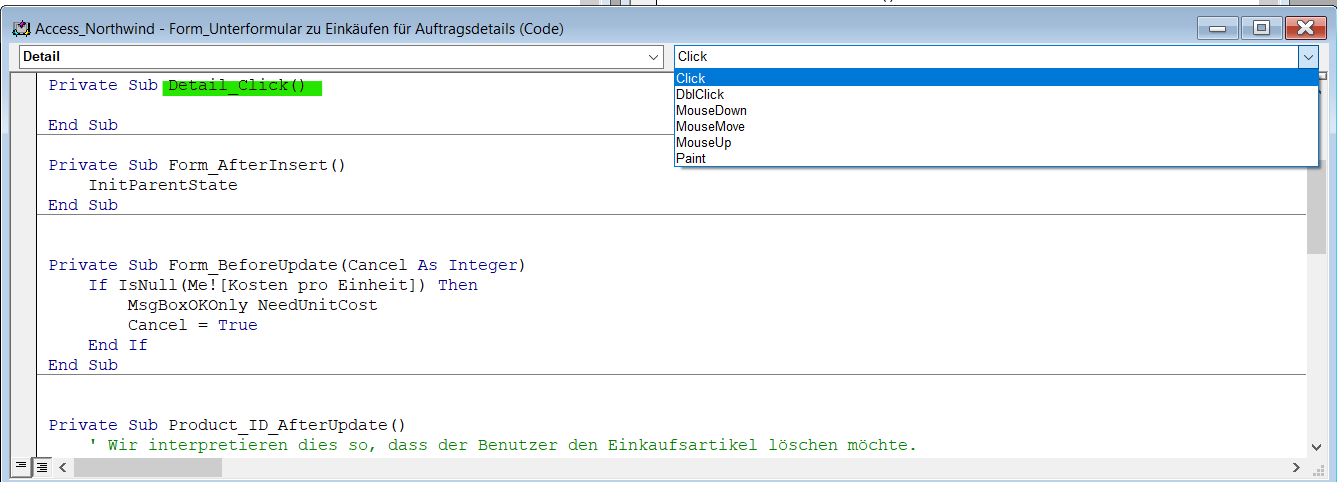 Access_Northwind - Form_Unterformular zu Einkäufen für Auftragsdetails (Code)
Detail
Click
Click
DblClick
MouseDown
MouseMove
MouseUp
Paint
Private Sub Detail_Click()
End Sub
Private Sub Form_AfterInsert()
InitParentState
End Sub
Private Sub Form_BeforeUpdate(Cancel As Integer)
If IsNull(Me![Kosten pro Einheit]) Then
MsgBoxOKOnly NeedUnitCost
Cancel = True
End If
End Sub
Private Sub Product_ID_AfterUpdate()
' Wir interpretieren dies so, dass der Benutzer den Einkaufsartikel löschen möchte.